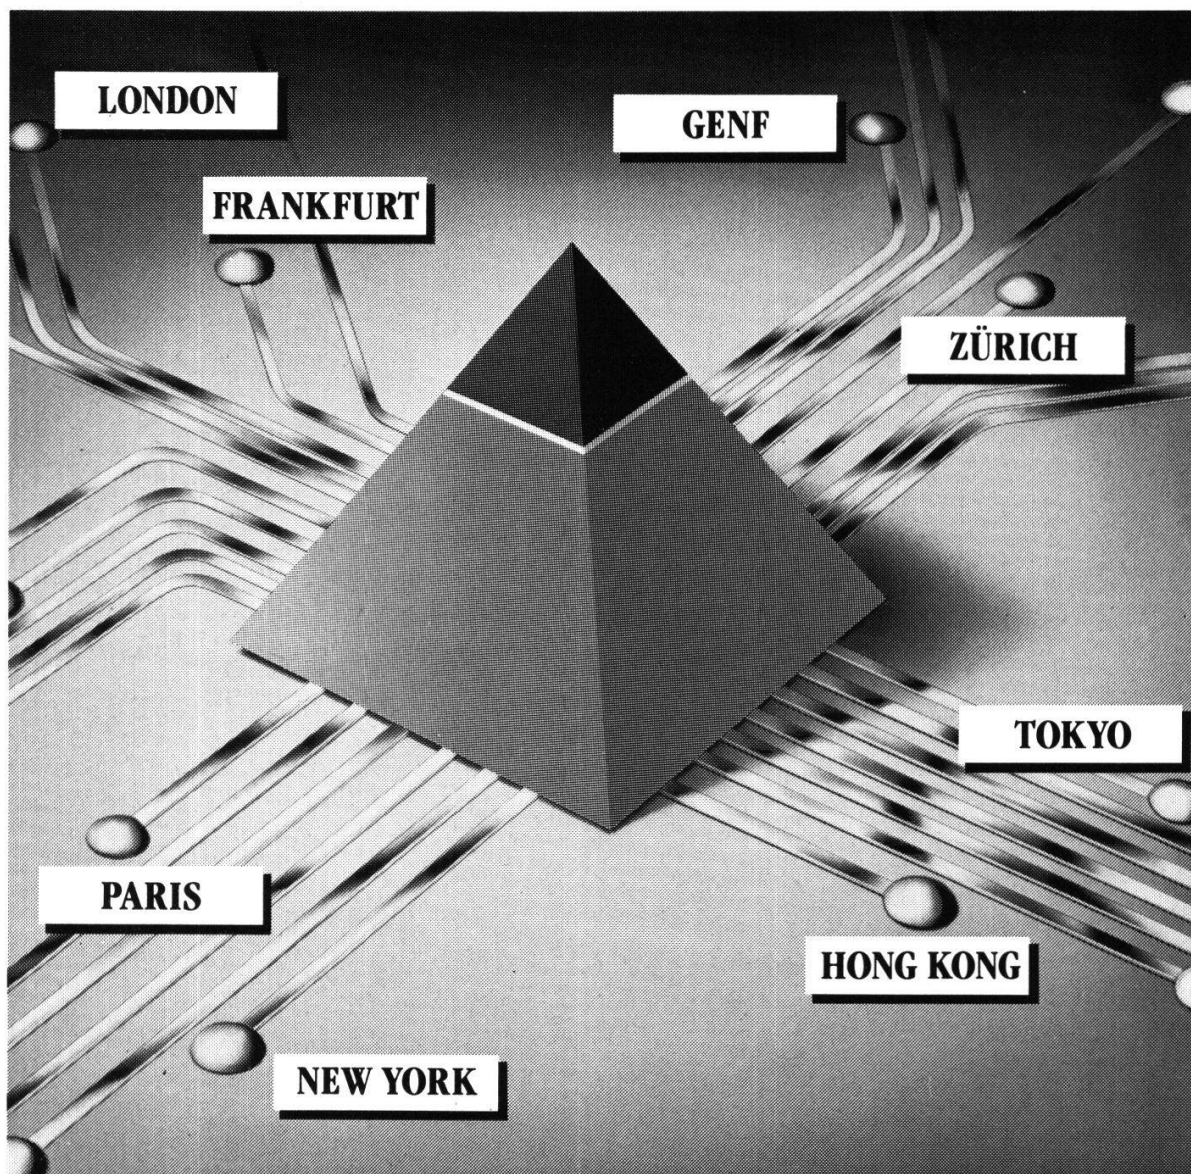 LONDON
GENF
FRANKFURT
ZÜRICH
TOKYO
PARIS
HONG KONG
NEW YORK